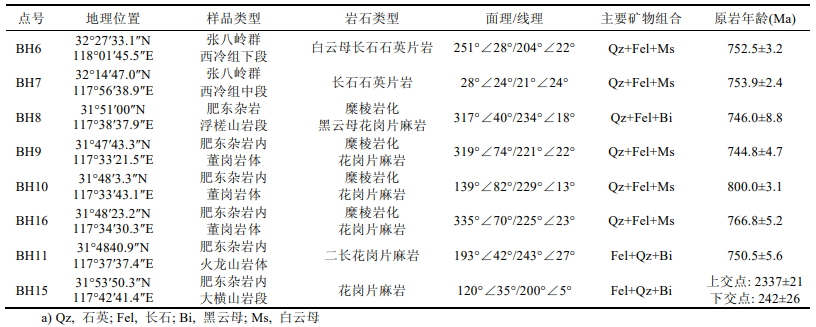 点号 地理位置 样品类型 岩石类型 面理/线理 主要矿物组合 原岩年龄(Ma)
BH6 32°27′33.1″N 118°01′45.5″E 张八岭群 西冷组下段 白云母长石石英片岩 251°∠28°/204°∠22° Qz+Fel+Ms 752.5±3.2
BH7 32°14′47.0″N 117°56′38.9″E 张八岭群 西冷组中段 长石石英片岩 28°∠24°/21°∠24° Qz+Fel+Ms 753.9±2.4
BH8 31°51′00″N 117°38′37.9″E 肥东杂岩 浮槎山岩段 糜棱岩化 黑云母花岗片麻岩 317°∠40°/234°∠18° Qz+Fel+Bi 746.0±8.8
BH9 31°47′43.3″N 117°33′21.5″E 肥东杂岩内 董岗岩体 糜棱岩化 花岗片麻岩 319°∠74°/221°∠22° Qz+Fel+Ms 744.8±4.7
BH10 31°48′3.3″N 117°33′43.1″E 肥东杂岩内 董岗岩体 糜棱岩化 花岗片麻岩 139°∠82°/229°∠13° Qz+Fel+Ms 800.0±3.1
BH16 31°48′23.2″N 117°34′30.3″E 肥东杂岩内 董岗岩体 糜棱岩化 花岗片麻岩 335°∠70°/225°∠23° Qz+Fel+Ms 766.8±5.2
BH11 31°4840.9″N 117°37′37.4″E 肥东杂岩内 火龙山岩体 二长花岗片麻岩 193°∠42°/243°∠27° Fel+Qz+Bi 750.5±5.6
BH15 31°53′50.3″N 117°42′41.4″E 肥东杂岩内 大横山岩段 花岗片麻岩 120°∠35°/200°∠5° Fel+Qz+Bi 上交点: 2337±21 下交点: 242±26
a) Qz, 石英; Fel, 长石; Bi, 黑云母; Ms, 白云母